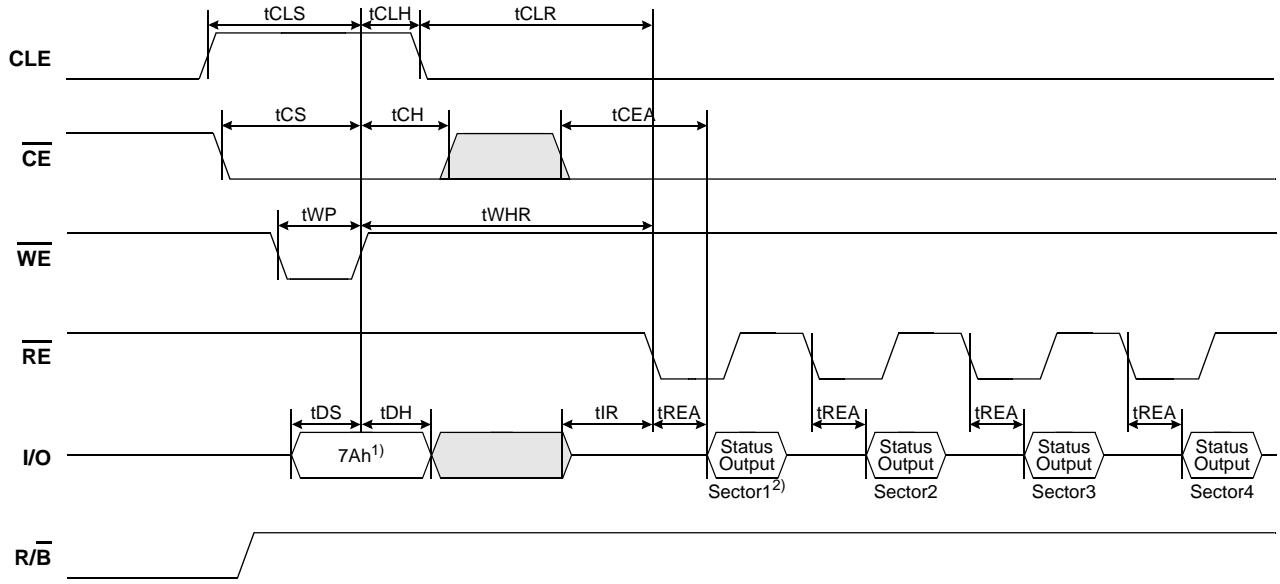 tCLS tCLH tCLR
CLE
tCS tCH tCEA
CE
tWP tWHR
WE
RE
tDS tDH tIR tREA tREA tREA tREA
I/O 7Ah1) Status Output Status Output Status Output Status Output
Sector12) Sector2 Sector3 Sector4
R/B